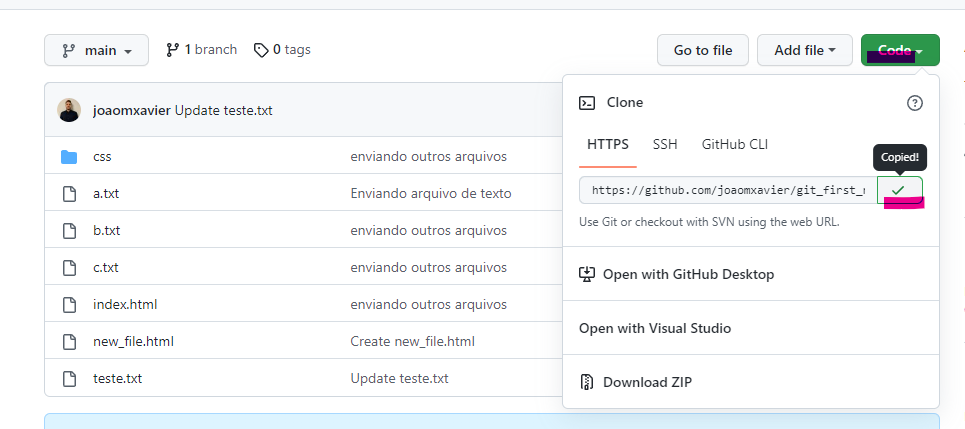 main 1 branch 0 tags Go to file Add file Code
joaomxavier Update teste.txt
css enviando outros arquivos
a.txt Enviando arquivo de texto
b.txt enviando outros arquivos
c.txt enviando outros arquivos
index.html enviando outros arquivos
new_file.html Create new_file.html
teste.txt Update teste.txt
Clone
HTTPS SSH GitHub CLI
Copied!
https://github.com/joaomxavier/git_first_
Use Git or checkout with SVN using the web URL.
Open with GitHub Desktop
Open with Visual Studio
Download ZIP